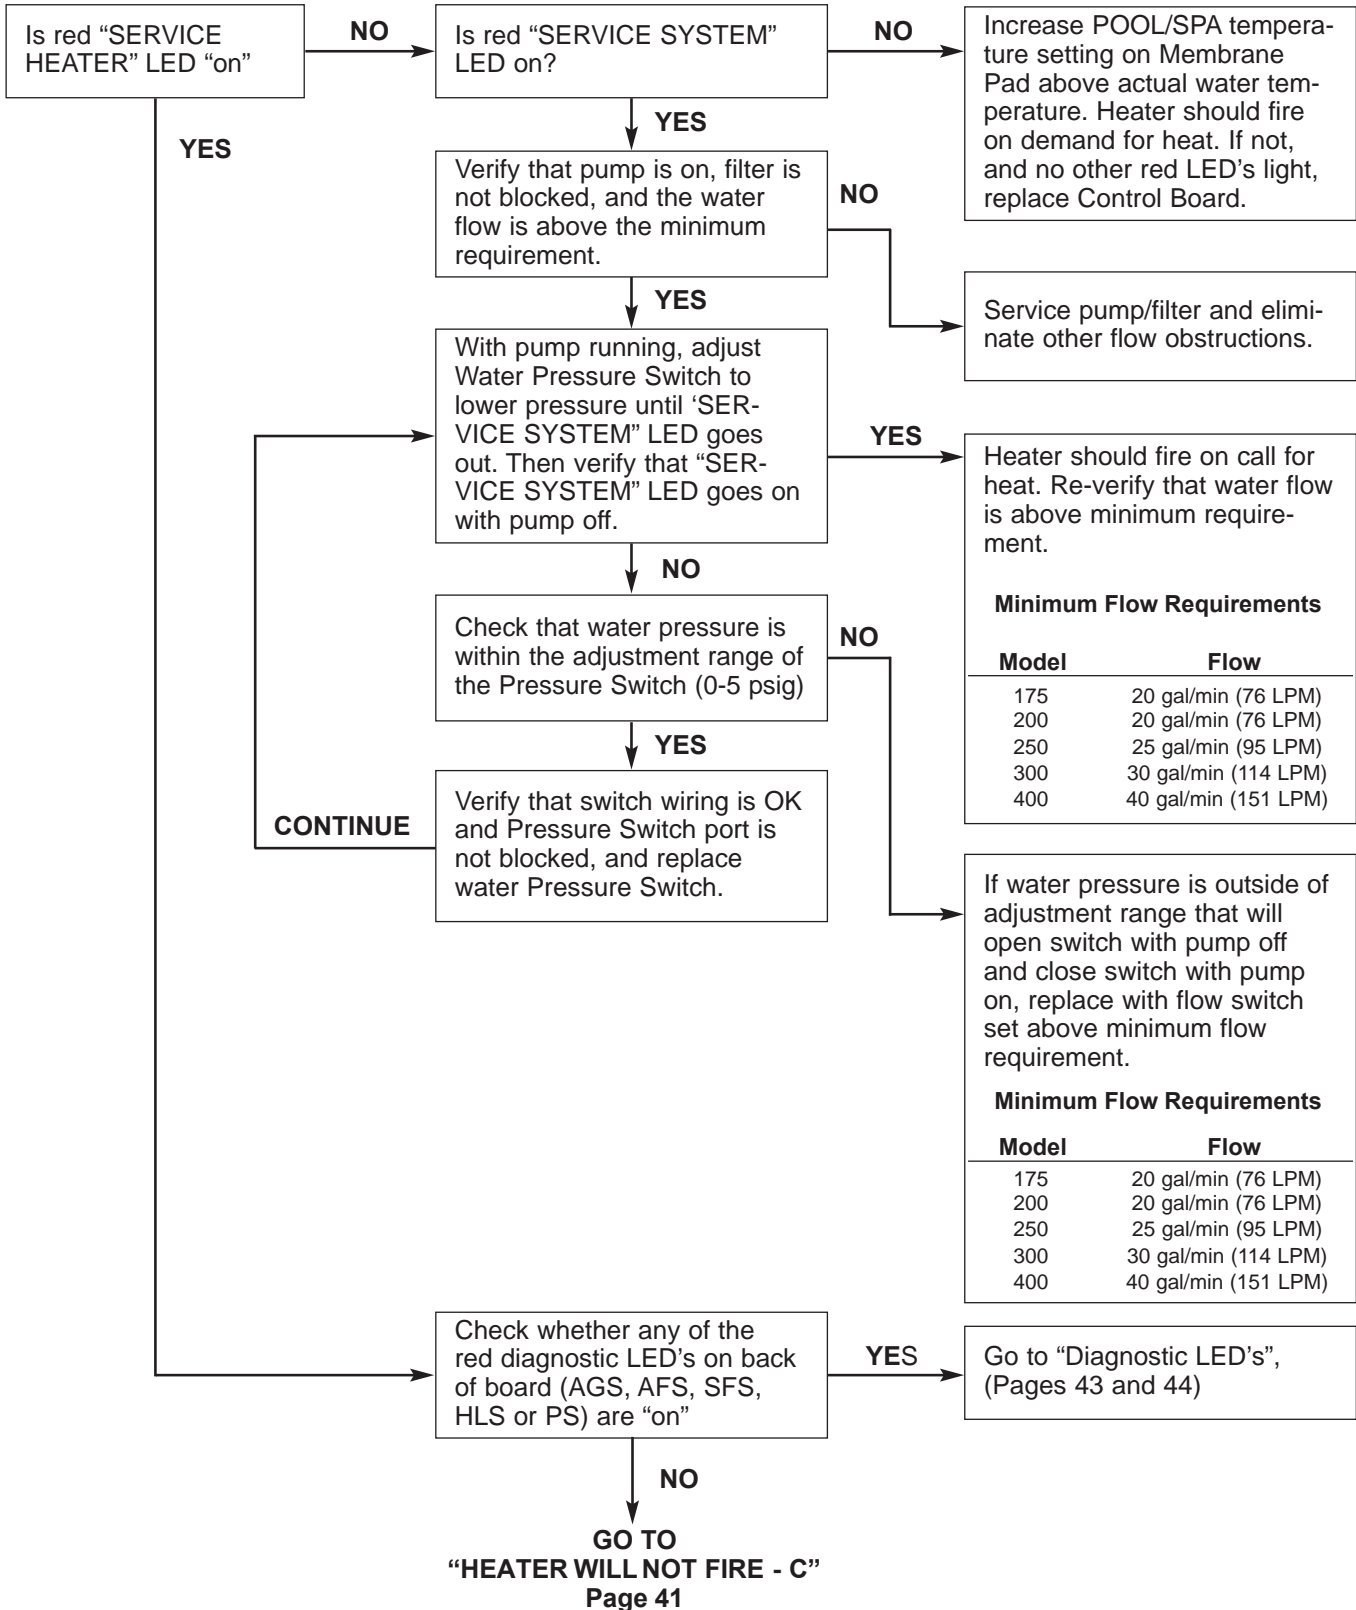 Is red “SERVICE
HEATER” LED “on”
NO
Is red “SERVICE SYSTEM”
LED on?
NO
Increase POOL/SPA tempera-
ture setting on Membrane
Pad above actual water tem-
perature. Heater should fire
on demand for heat. If not,
and no other red LED's light,
replace Control Board.
YES
YES
Verify that pump is on, filter is
not blocked, and the water
flow is above the minimum
requirement.
NO
Service pump/filter and elimi-
nate other flow obstructions.
YES
With pump running, adjust
Water Pressure Switch to
lower pressure until ‘SER-
VICE SYSTEM” LED goes
out. Then verify that “SER-
VICE SYSTEM” LED goes on
with pump off.
YES
Heater should fire on call for
heat. Re-verify that water flow
is above minimum require-
ment.
Minimum Flow Requirements
Model Flow
175 20 gal/min (76 LPM)
200 20 gal/min (76 LPM)
250 25 gal/min (95 LPM)
300 30 gal/min (114 LPM)
400 40 gal/min (151 LPM)
NO
Check that water pressure is
within the adjustment range of
the Pressure Switch (0-5 psig)
NO
YES
Verify that switch wiring is OK
and Pressure Switch port is
not blocked, and replace
water Pressure Switch.
CONTINUE
If water pressure is outside of
adjustment range that will
open switch with pump off
and close switch with pump
on, replace with flow switch
set above minimum flow
requirement.
Minimum Flow Requirements
Model Flow
175 20 gal/min (76 LPM)
200 20 gal/min (76 LPM)
250 25 gal/min (95 LPM)
300 30 gal/min (114 LPM)
400 40 gal/min (151 LPM)
Check whether any of the
red diagnostic LED's on back
of board (AGS, AFS, SFS,
HLS or PS) are “on”
YES
Go to “Diagnostic LED's”,
(Pages 43 and 44)
NO
GO TO
“HEATER WILL NOT FIRE - C”
Page 41